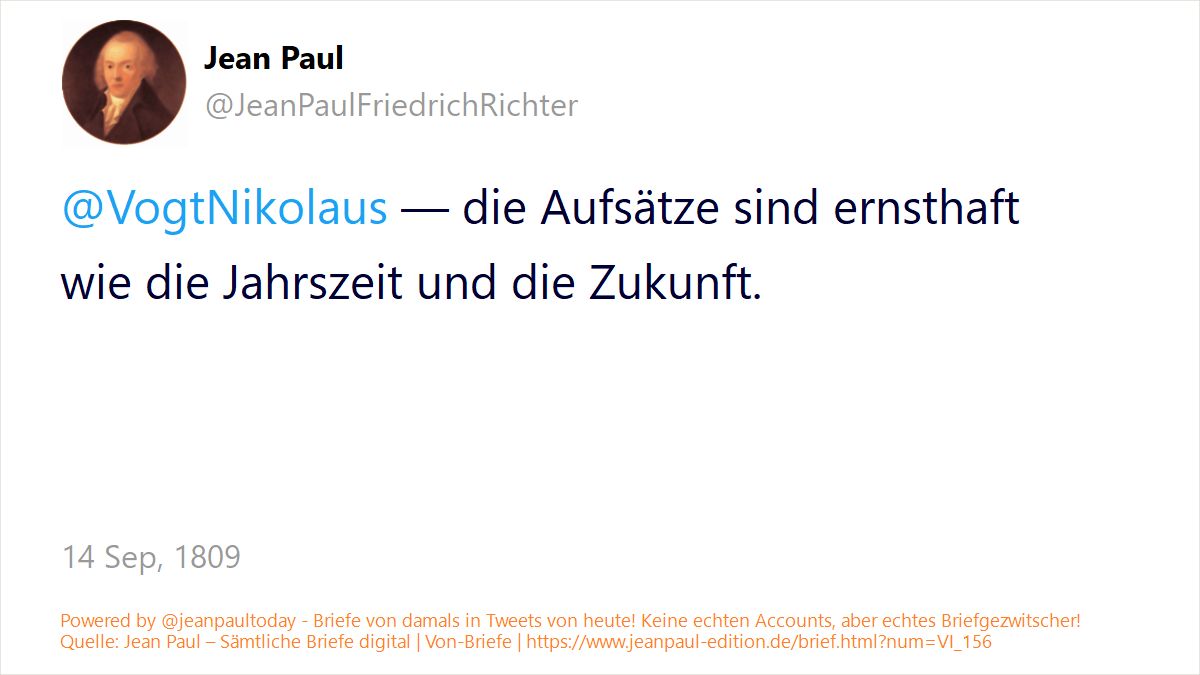 Jean Paul
@JeanPaulFriedrichRichter
@VogtNikolaus — die Aufsätze sind ernsthaft
wie die Jahrszeit und die Zukunft.
14 Sep, 1809
Powered by @jeanpaultoday - Briefe von damals in Tweets von heute! Keine echten Accounts, aber echtes Briefgezwitscher!
Quelle: Jean Paul – Sämtliche Briefe digital | Von-Briefe | https://www.jeanpaul-edition.de/brief.html?num=VI_156